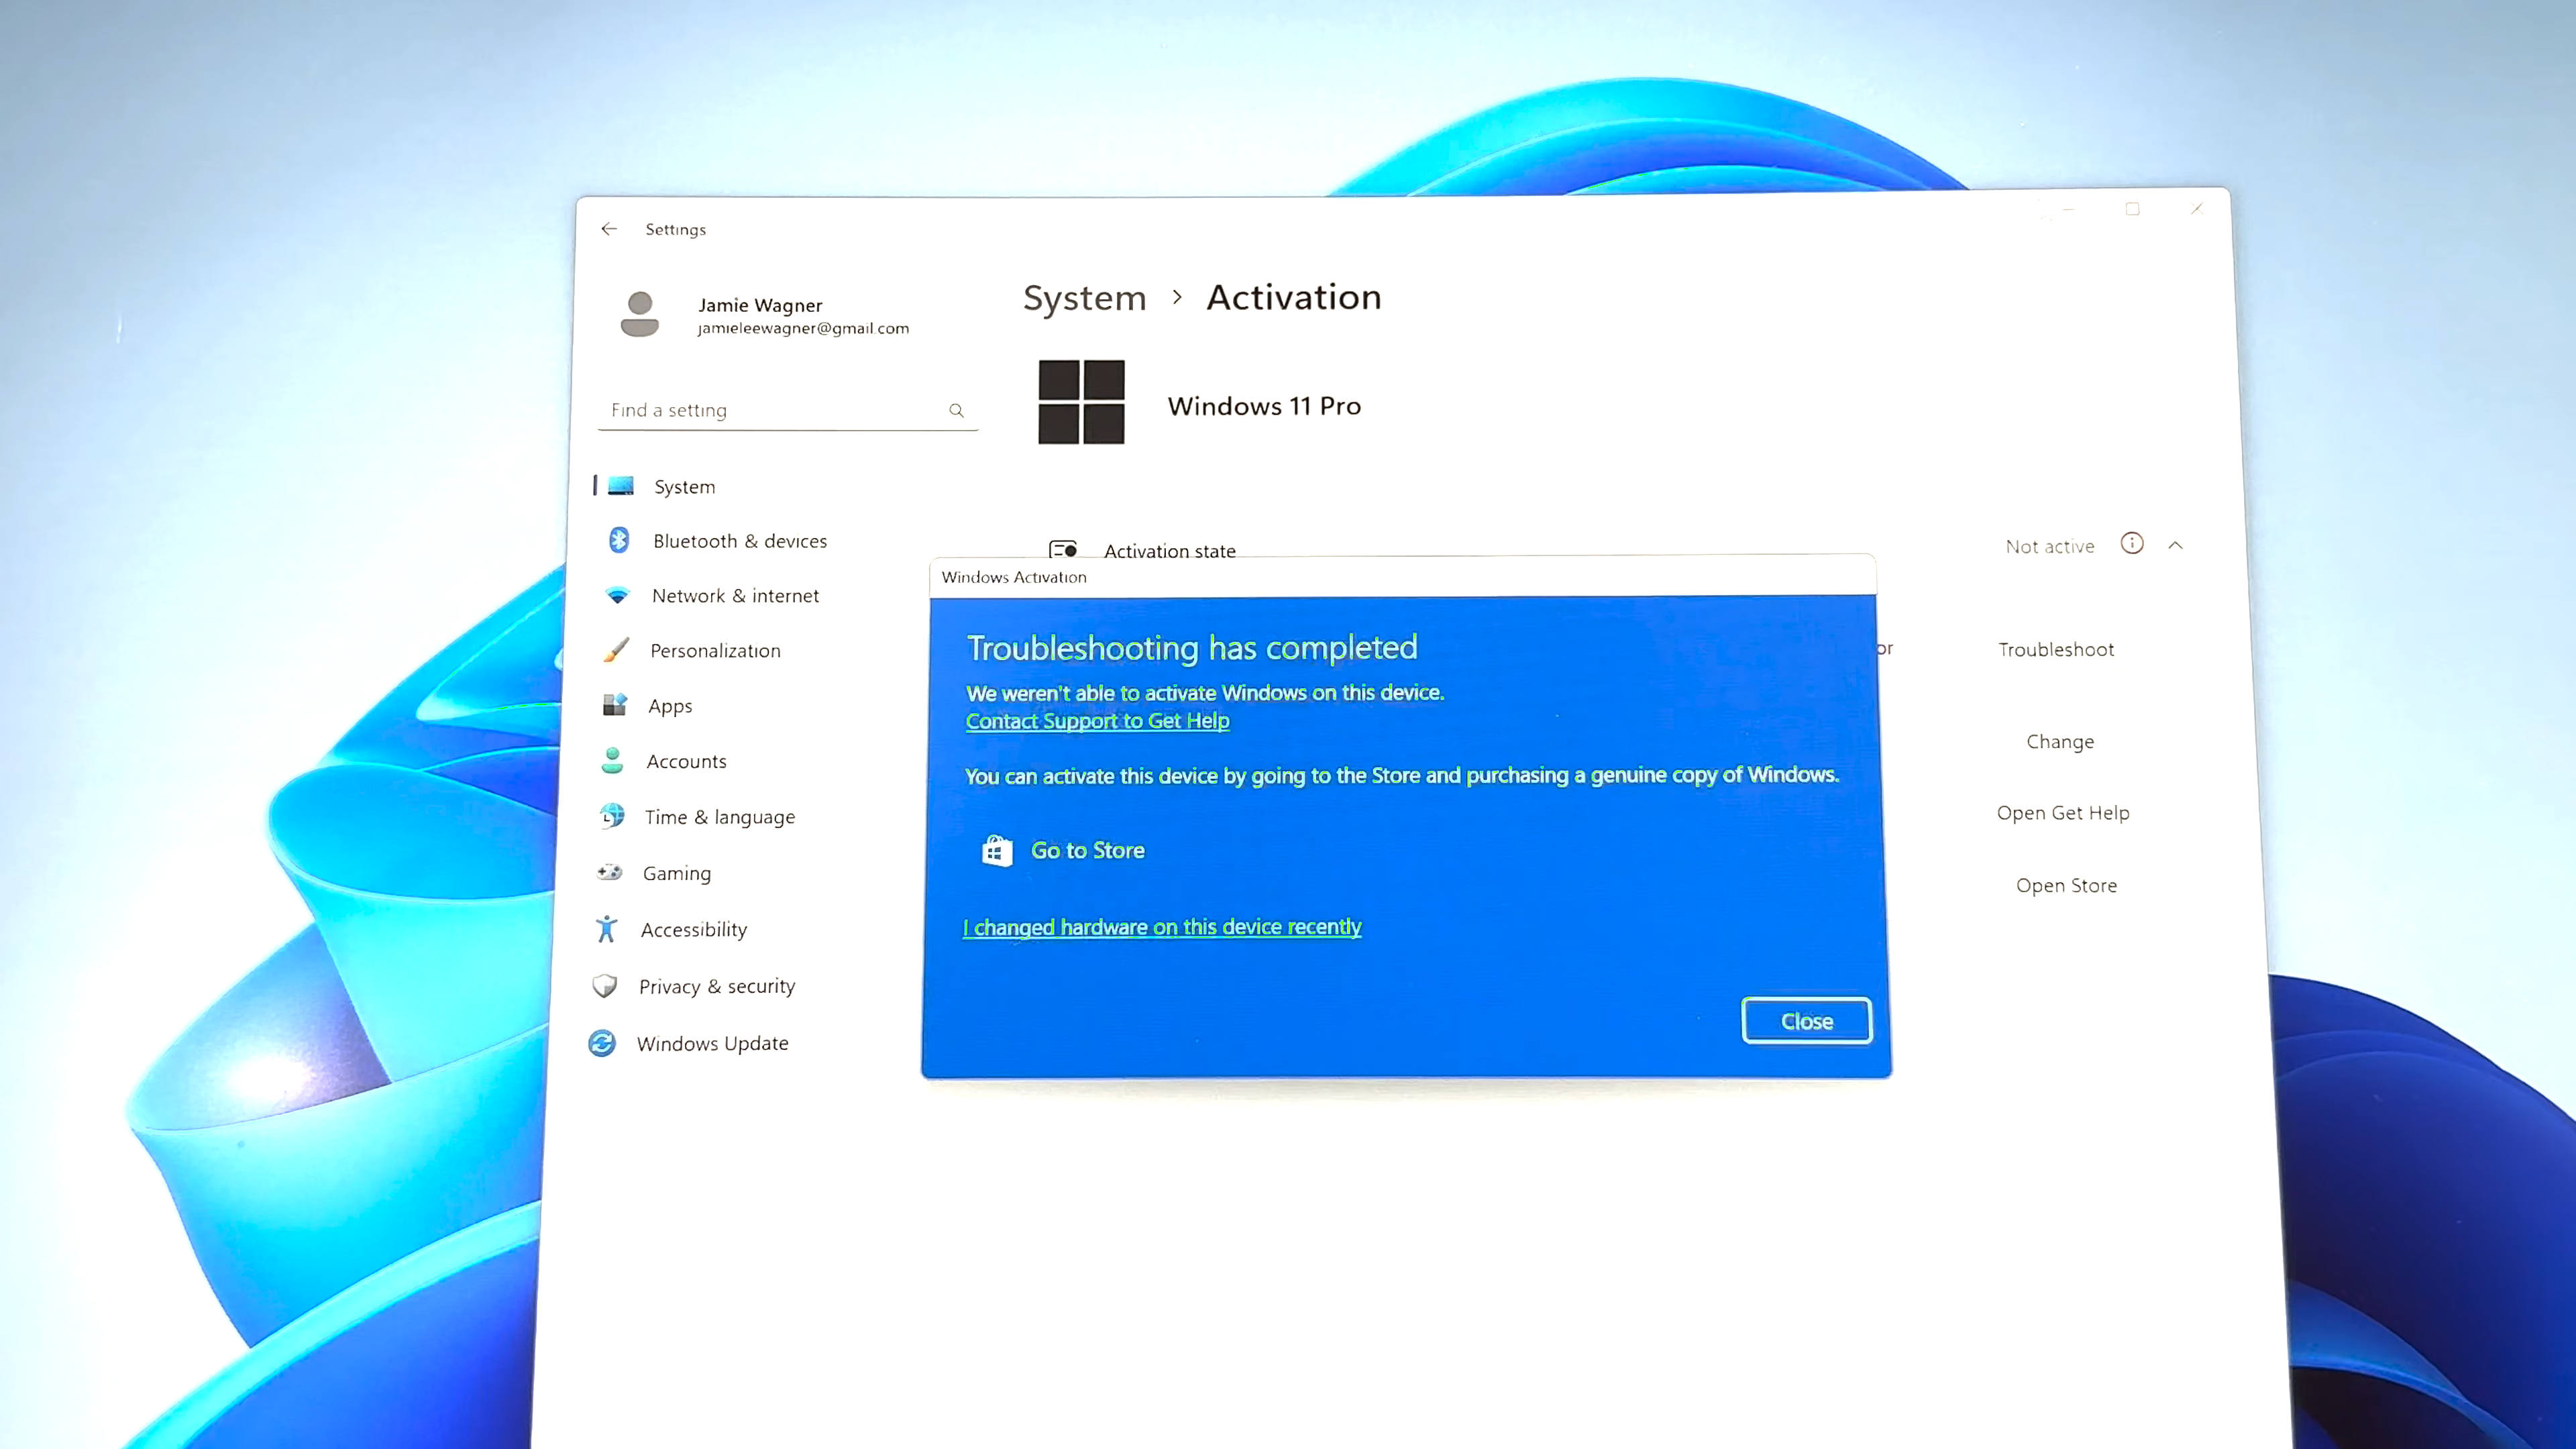 Settings
Jamie Wagner
jamieleewagner@gmail.com
Find a setting
System
Bluetooth & devices
Network & internet
Personalization
Apps
Accounts
Time & language
Gaming
Accessibility
Privacy & security
Windows Update
System > Activation
Windows 11 Pro
Activation state
Not active
or
Troubleshoot
Change
Open Get Help
Open Store
Windows Activation
Troubleshooting has completed
We weren't able to activate Windows on this device.
Contact Support to Get Help
You can activate this device by going to the Store and purchasing a genuine copy of Windows.
Go to Store
I changed hardware on this device recently
Close